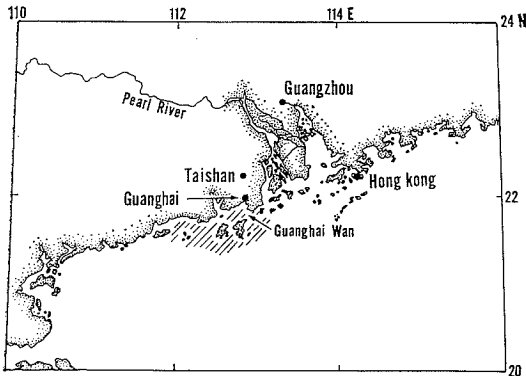 110
112
114 E
24 N
Guangzhou
Pearl River
Taishan
Hong kong
Guanghai
22
Guanghai Wan
20